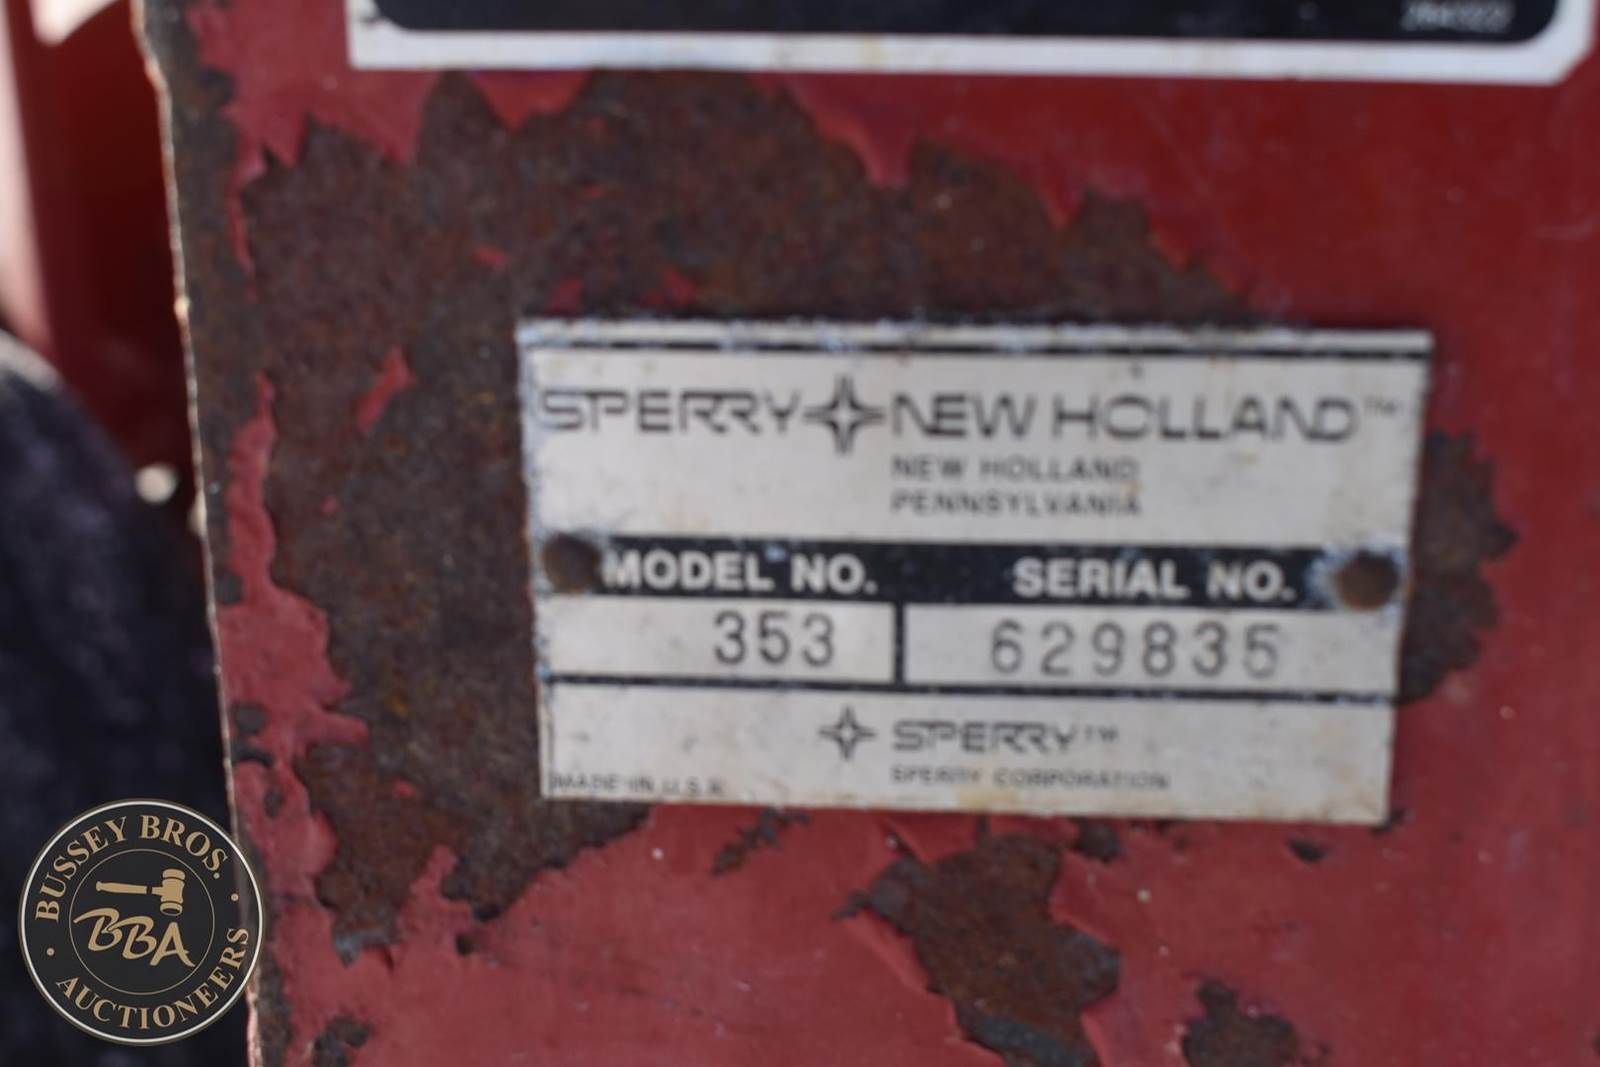 SPERRY NEW HOLLAND™
NEW HOLLAND
PENNSYLVANIA
MODEL NO. SERIAL NO.
353 629835
SPERRY™
SPERRY CORPORATION
MADE IN U.S.A.
BUSSEY BROS.
BBA
AUCTIONEERS